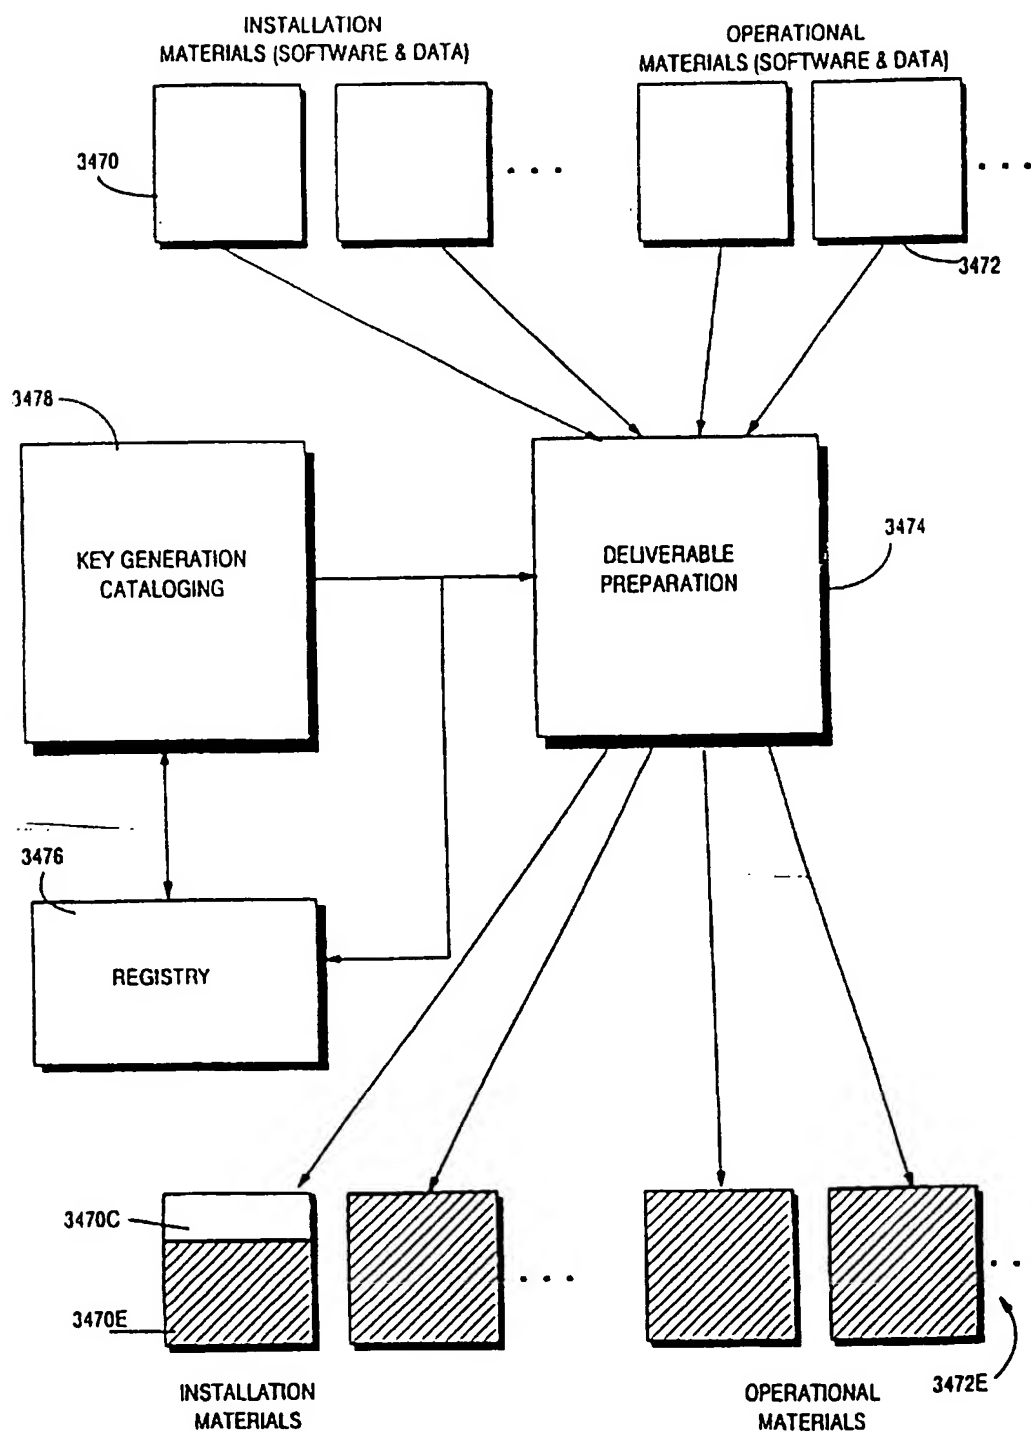 INSTALLATION
MATERIALS (SOFTWARE & DATA)
OPERATIONAL
MATERIALS (SOFTWARE & DATA)
3470
. . .
. . .
3472
3478
KEY GENERATION
CATALOGING
DELIVERABLE
PREPARATION
3474
3476
REGISTRY
3470C
3470E
. . .
. .
3472E
INSTALLATION
MATERIALS
OPERATIONAL
MATERIALS